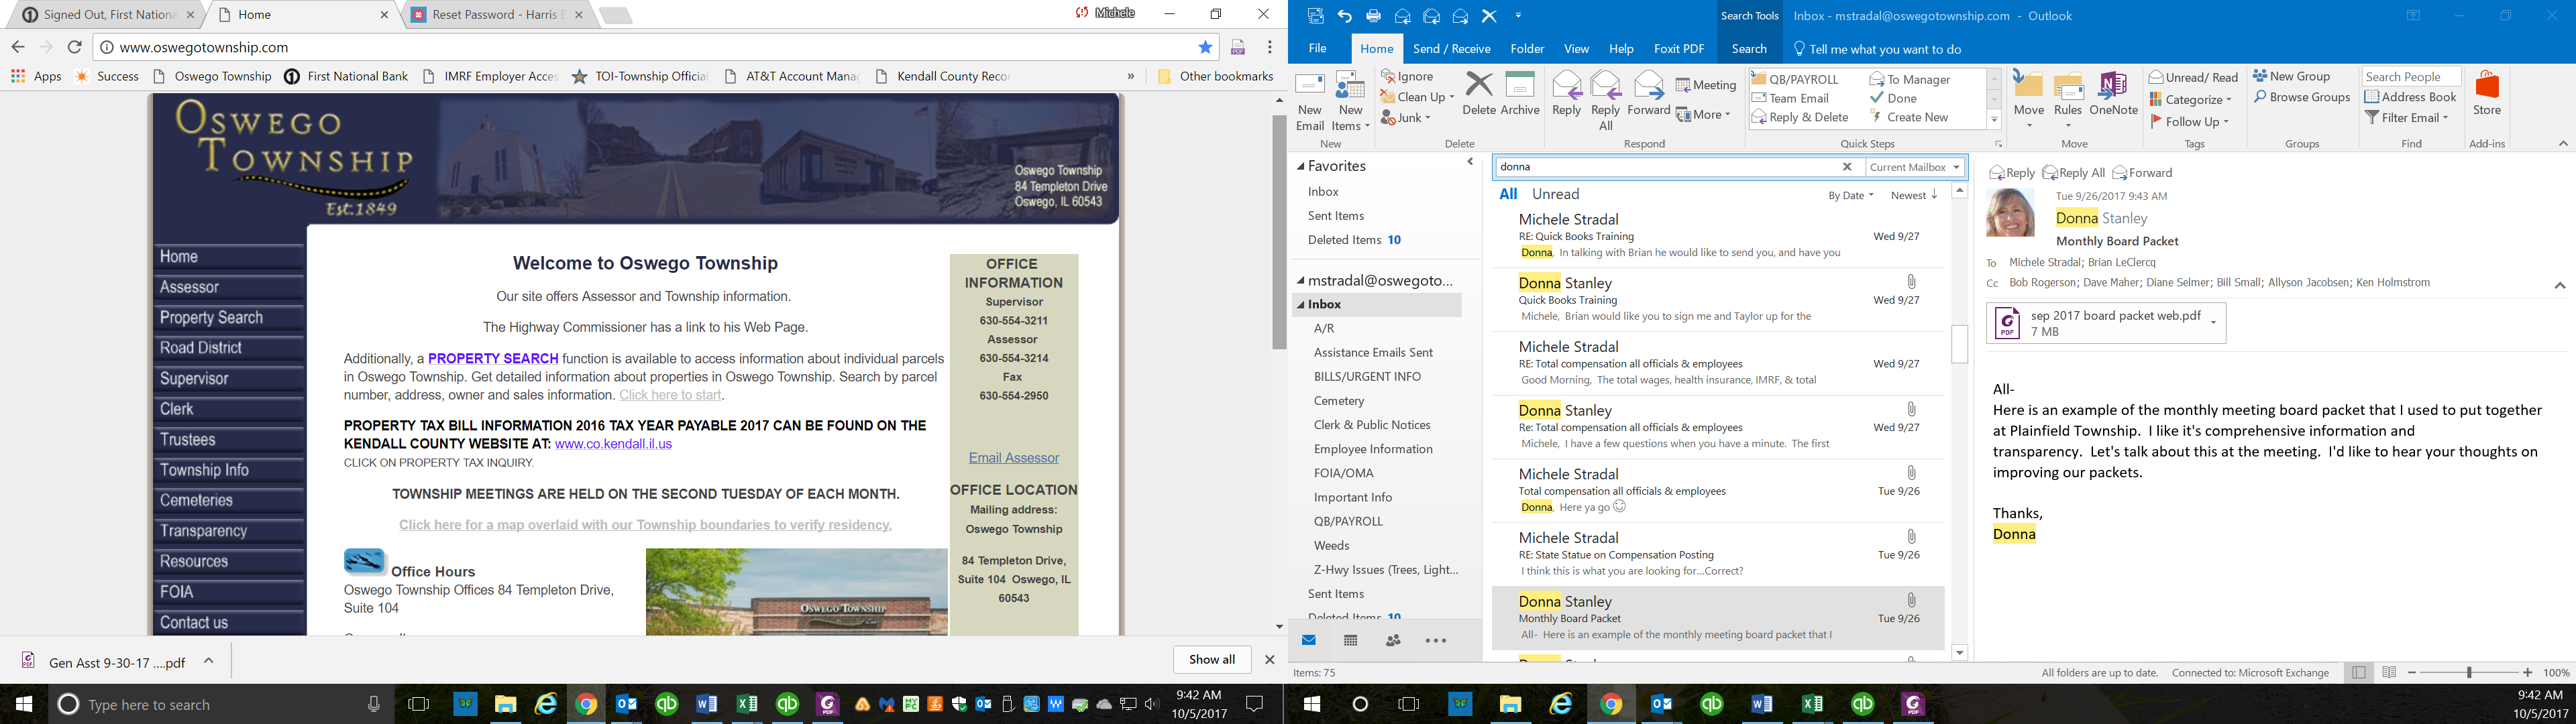 Signed Out, First Nationa
Home
Reset Password - Harris E
Michele
www.oswegotownship.com
Apps
Success
Oswego Township
First National Bank
IMRF Employer Acce
TOI-Township Official
AT&T Account Mana
Kendall County Recor
»
Other bookmarks
OSWEGO
TOWNSHIP
Est.1849
Oswego Township
84 Templeton Drive
Oswego, IL 60543
Home
Assessor
Property Search
Road District
Supervisor
Clerk
Trustees
Township Info
Cemeteries
Transparency
Resources
FOIA
Contact us
Welcome to Oswego Township
Our site offers Assessor and Township information.
The Highway Commissioner has a link to his Web Page.
Additionally, a PROPERTY SEARCH function is available to access information about individual parcels
in Oswego Township. Get detailed information about properties in Oswego Township. Search by parcel
number, address, owner and sales information. Click here to start.
PROPERTY TAX BILL INFORMATION 2016 TAX YEAR PAYABLE 2017 CAN BE FOUND ON THE
KENDALL COUNTY WEBSITE AT: www.co.kendall.il.us
CLICK ON PROPERTY TAX INQUIRY.
TOWNSHIP MEETINGS ARE HELD ON THE SECOND TUESDAY OF EACH MONTH.
Click here for a map overlaid with our Township boundaries to verify residency.
Office Hours
Oswego Township Offices 84 Templeton Drive,
Suite 104
OSWEGO TOWNSHIP
OFFICE
INFORMATION
Supervisor
630-554-3211
Assessor
630-554-3214
Fax
630-554-2950
Email Assessor
OFFICE LOCATION
Mailing address:
Oswego Township
84 Templeton Drive,
Suite 104 Oswego, IL
60543
Gen Asst 9-30-17 ....pdf
Show all
Type here to search
9:42 AM
10/5/2017
Search Tools
Inbox - mstradal@oswegotownship.com - Outlook
File
Home
Send / Receive
Folder
View
Help
Foxit PDF
Search
Tell me what you want to do
New
Email
New
Items
New
Ignore
Clean Up
Junk
Delete
Archive
Delete
Reply
Reply
All
Forward
Meeting
More
Respond
QB/PAYROLL
Team Email
Reply & Delete
To Manager
Done
Create New
Quick Steps
Move
Rules
OneNote
Move
Unread/ Read
Categorize
Follow Up
Tags
New Group
Browse Groups
Groups
Search People
Address Book
Filter Email
Find
Store
Add-ins
Favorites
Inbox
Sent Items
Deleted Items 10
mstradal@oswegoto...
Inbox
A/R
Assistance Emails Sent
BILLS/URGENT INFO
Cemetery
Clerk & Public Notices
Employee Information
FOIA/OMA
Important Info
QB/PAYROLL
Weeds
Z-Hwy Issues (Trees, Light...
Sent Items
Deleted Items 10
donna
Current Mailbox
All Unread
By Date
Newest
Michele Stradal
RE: Quick Books Training
Wed 9/27
Donna, In talking with Brian he would like to send you, and have you
Donna Stanley
Quick Books Training
Wed 9/27
Michele, Brian would like you to sign me and Taylor up for the
Michele Stradal
RE: Total compensation all officials & employees
Wed 9/27
Good Morning, The total wages, health insurance, IMRF, & total
Donna Stanley
Re: Total compensation all officials & employees
Wed 9/27
Michele, I have a few questions when you have a minute. The first
Michele Stradal
Total compensation all officials & employees
Tue 9/26
Donna, Here ya go ☺
Michele Stradal
RE: State Statue on Compensation Posting
Tue 9/26
I think this is what you are looking for...Correct?
Donna Stanley
Monthly Board Packet
Tue 9/26
All- Here is an example of the monthly meeting board packet that I
Reply
Reply All
Forward
Tue 9/26/2017 9:43 AM
Donna Stanley
Monthly Board Packet
To Michele Stradal; Brian LeClercq
Cc Bob Rogerson; Dave Maher; Diane Selmer; Bill Small; Allyson Jacobsen; Ken Holmstrom
sep 2017 board packet web.pdf
7 MB
All-
Here is an example of the monthly meeting board packet that I used to put together
at Plainfield Township. I like it's comprehensive information and
transparency. Let's talk about this at the meeting. I'd like to hear your thoughts on
improving our packets.
Thanks,
Donna
Items: 75
All folders are up to date.
Connected to: Microsoft Exchange
100%
9:42 AM
10/5/2017